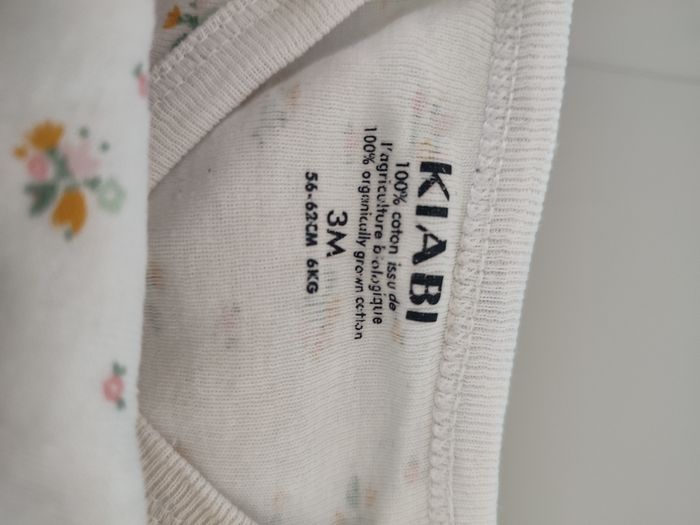 KIABI
100% coton issu de
l'agriculture biologique
100% organically grown cotton
3M
56-62CM 6KG